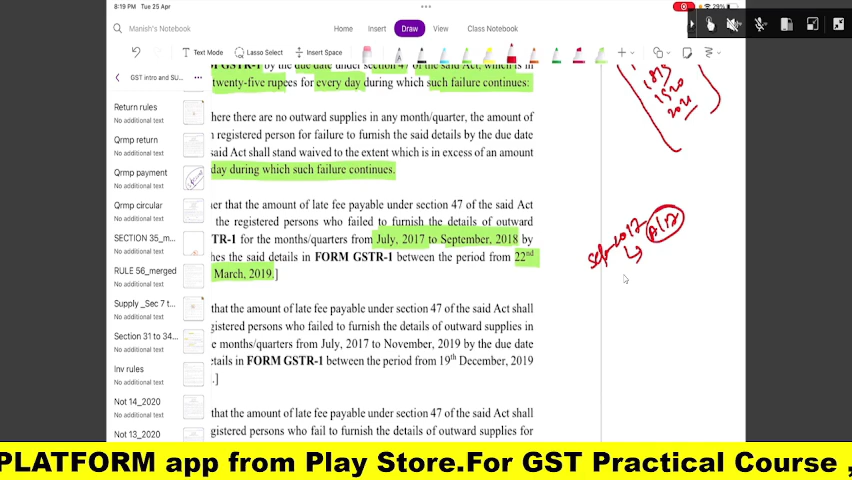 8:19 PM Tue 25 Apr
29%
Manish's Notebook
Home
Insert
Draw
View
Class Notebook
Text Mode
Lasso Select
Insert Space
GST intro and SU...
Return rules
No additional text
Qrmp return
No additional text
Qrmp payment
No additional text
Qrmp circular
No additional text
SECTION 35_m...
No additional text
RULE 56_merged
No additional text
Supply _Sec 7 t...
No additional text
Section 31 to 34...
No additional text
Inv rules
No additional text
Not 14_2020
No additional text
Not 13_2020
No additional text
GSTR-1 by the due date under section 47 of the said Act, which is in
twenty-five rupees for every day during which such failure continues:
here there are no outward supplies in any month/quarter, the amount of
h registered person for failure to furnish the said details by the due date
said Act shall stand waived to the extent which is in excess of an amount
day during which such failure continues.
er that the amount of late fee payable under section 47 of the said Act
the registered persons who failed to furnish the details of outward
TR-1 for the months/quarters from July, 2017 to September, 2018 by
hes the said details in FORM GSTR-1 between the period from 22nd
March, 2019.]
that the amount of late fee payable under section 47 of the said Act shall
gistered persons who failed to furnish the details of outward supplies in
e months/quarters from July, 2017 to November, 2019 by the due date
etails in FORM GSTR-1 between the period from 19th December, 2019
.]
that the amount of late fee payable under section 47 of the said Act shall
gistered persons who fail to furnish the details of outward supplies for
1819
1920
2021
PLATFORM app from Play Store.For GST Practical Course ,